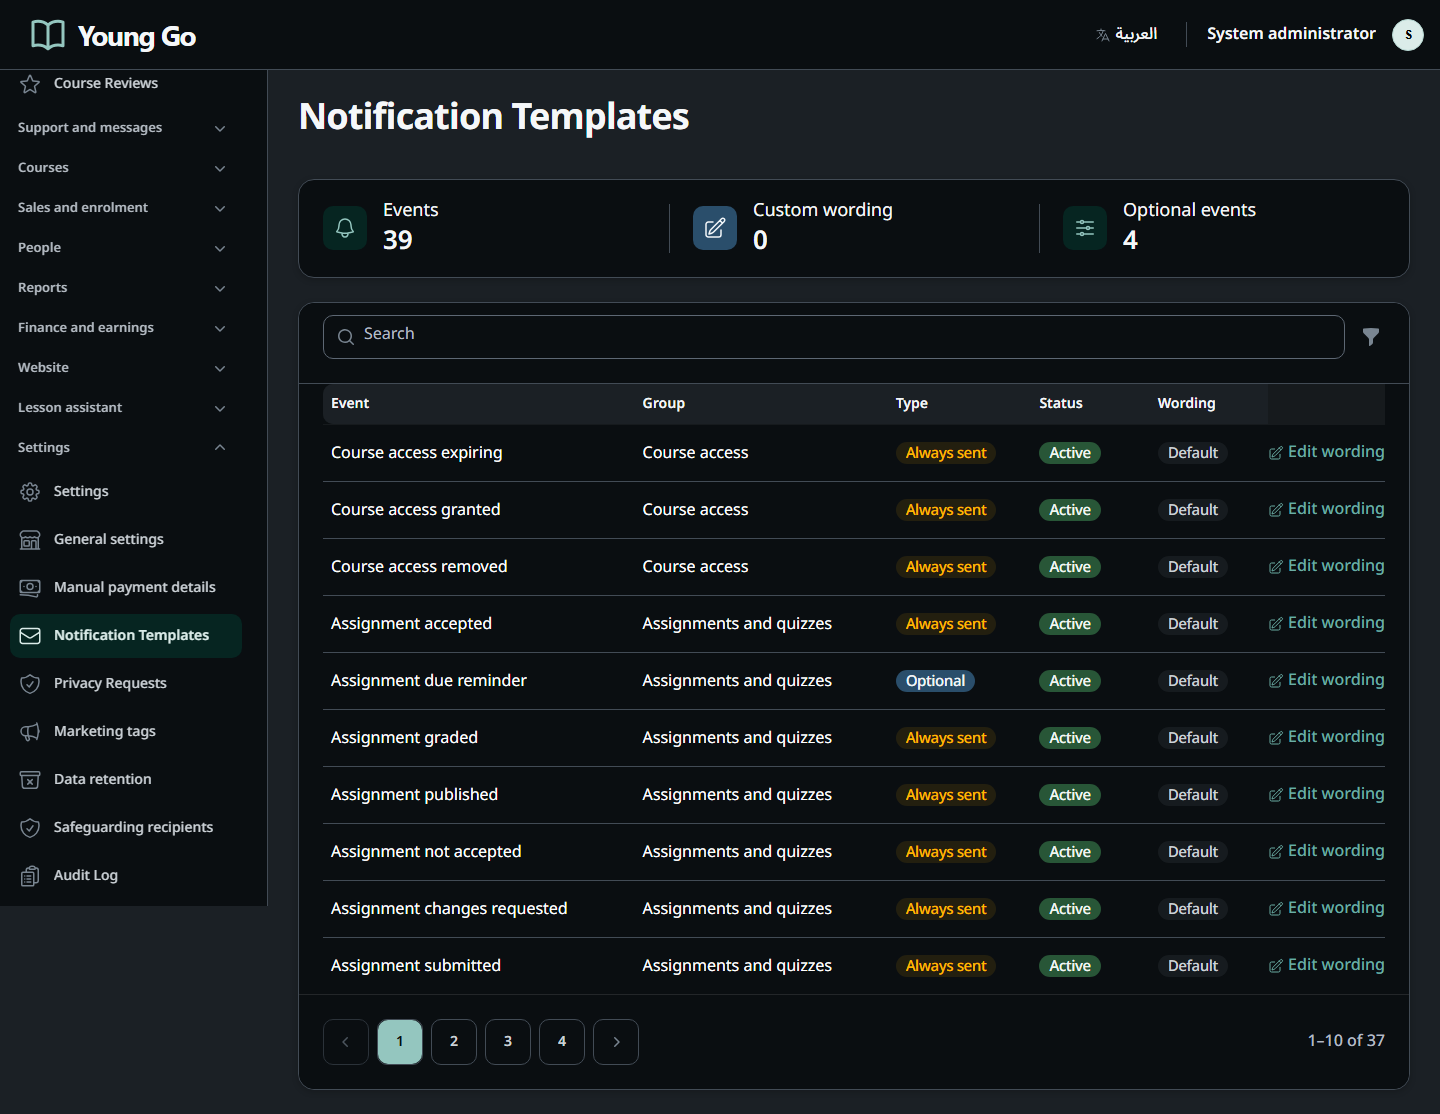 Young Go
العربية
System administrator
S
Course Reviews
Support and messages
Courses
Sales and enrolment
People
Reports
Finance and earnings
Website
Lesson assistant
Settings
Settings
General settings
Manual payment details
Notification Templates
Privacy Requests
Marketing tags
Data retention
Safeguarding recipients
Audit Log
Notification Templates
Events
39
Custom wording
0
Optional events
4
Search
Event Group Type Status Wording
Course access expiring Course access Always sent Active Default Edit wording
Course access granted Course access Always sent Active Default Edit wording
Course access removed Course access Always sent Active Default Edit wording
Assignment accepted Assignments and quizzes Always sent Active Default Edit wording
Assignment due reminder Assignments and quizzes Optional Active Default Edit wording
Assignment graded Assignments and quizzes Always sent Active Default Edit wording
Assignment published Assignments and quizzes Always sent Active Default Edit wording
Assignment not accepted Assignments and quizzes Always sent Active Default Edit wording
Assignment changes requested Assignments and quizzes Always sent Active Default Edit wording
Assignment submitted Assignments and quizzes Always sent Active Default Edit wording
1 2 3 4
1–10 of 37